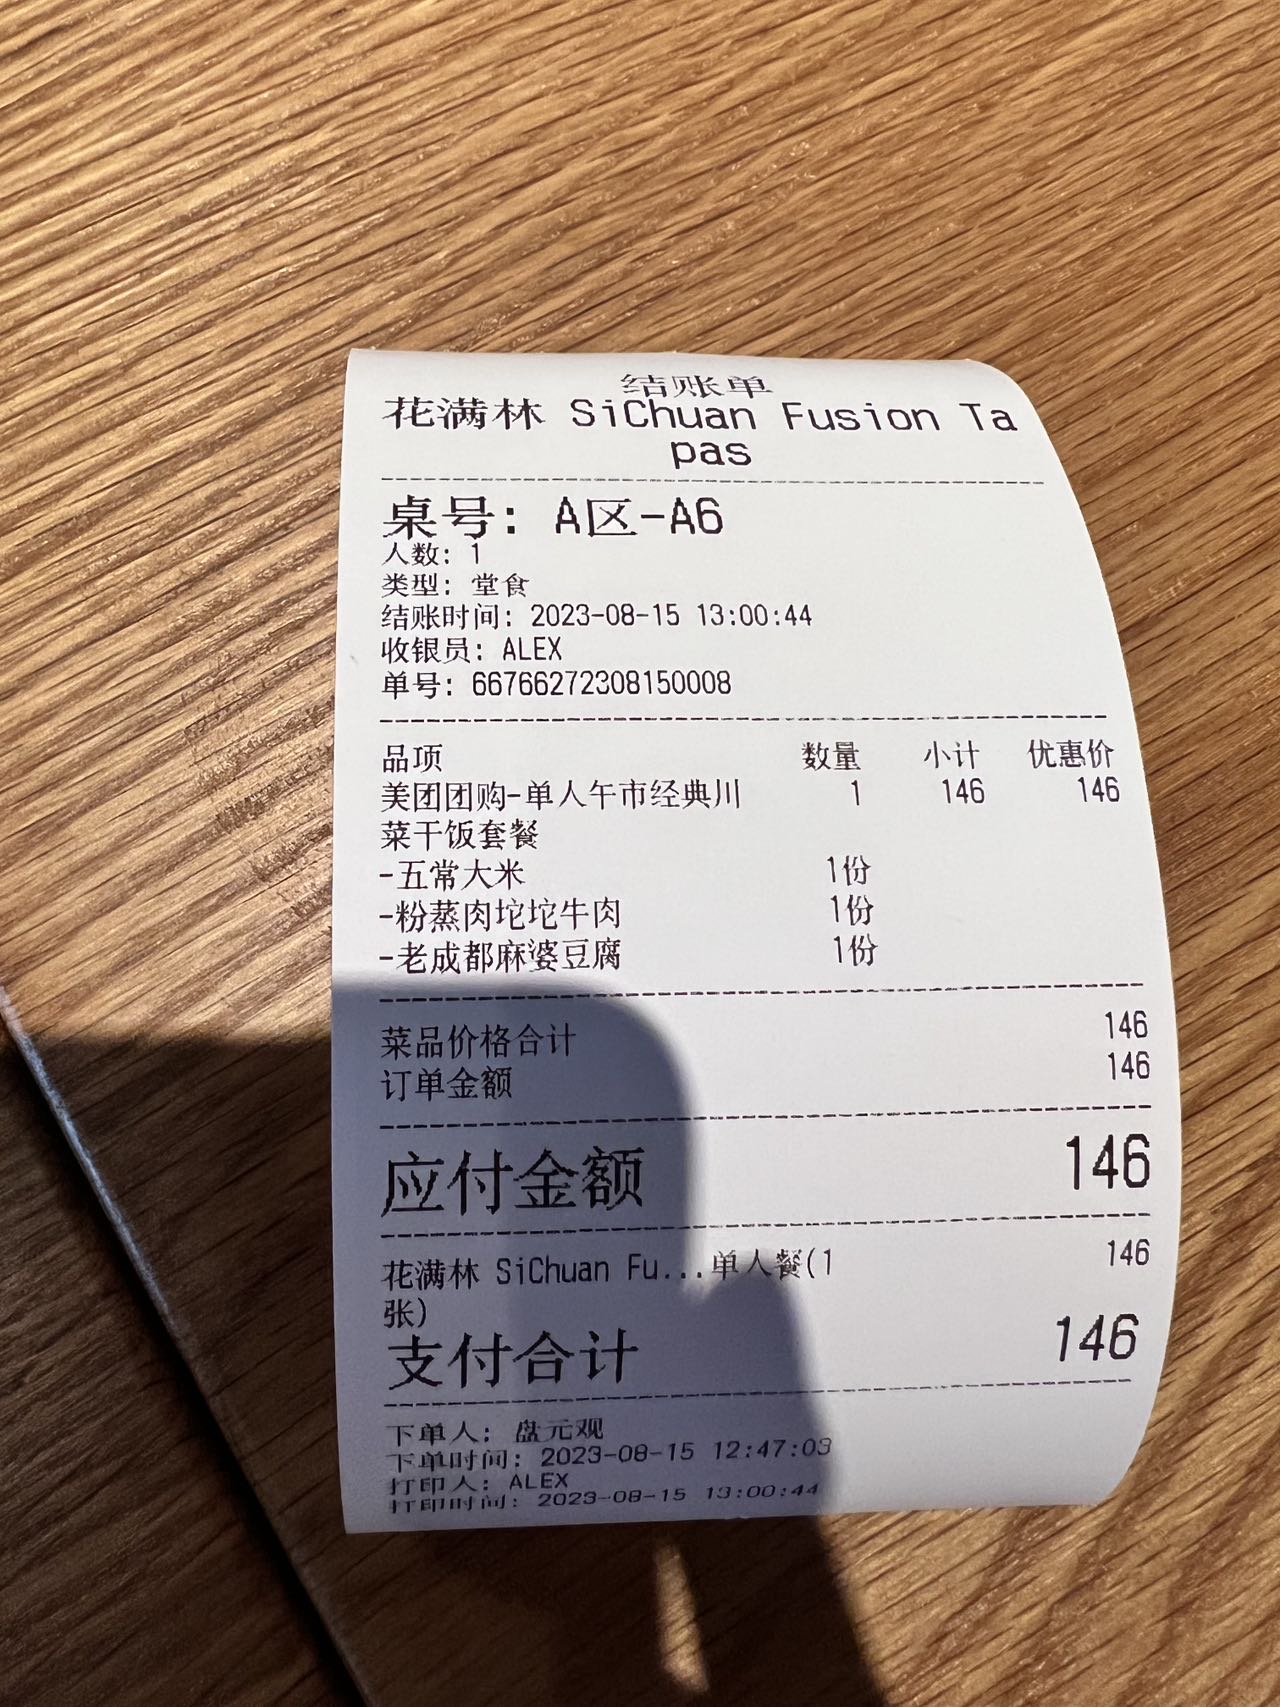 结账单
花满林 SiChuan Fusion Ta
pas
桌号: A区-A6
人数: 1
类型: 堂食
结账时间: 2023-08-15 13:00:44
收银员: ALEX
单号: 66766272308150008
品项 数量 小计 优惠价
美团团购-单人午市经典川 1 146 146
菜干饭套餐
-五常大米 1份
-粉蒸肉坨坨牛肉 1份
-老成都麻婆豆腐 1份
菜品价格合计 146
订单金额 146
应付金额 146
花满林 SiChuan Fu...单人餐(1 146
张)
支付合计 146
下单人: 盘元观
下单时间: 2023-08-15 12:47:03
打印人: ALEX
打印时间: 2023-08-15 13:00:44